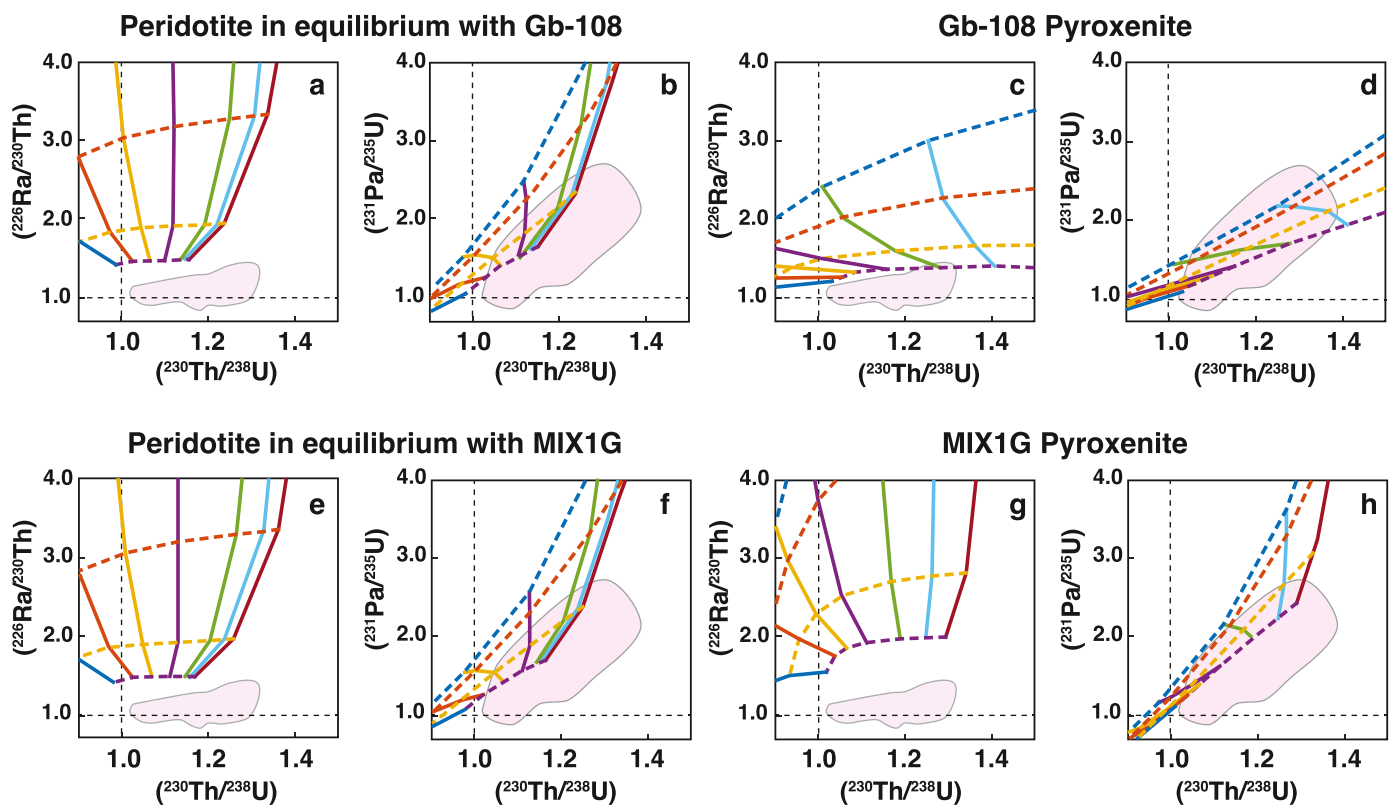 Peridotite in equilibrium with Gb-108
Gb-108 Pyroxenite
4.0
3.0
2.0
1.0
(²²⁶Ra/²³⁰Th)
a
1.0 1.2 1.4
(²³⁰Th/²³⁸U)
4.0
3.0
2.0
1.0
(²³¹Pa/²³⁵U)
b
1.0 1.2 1.4
(²³⁰Th/²³⁸U)
4.0
3.0
2.0
1.0
(²²⁶Ra/²³⁰Th)
c
1.0 1.2 1.4
(²³⁰Th/²³⁸U)
4.0
3.0
2.0
1.0
(²³¹Pa/²³⁵U)
d
1.0 1.2 1.4
(²³⁰Th/²³⁸U)
Peridotite in equilibrium with MIX1G
MIX1G Pyroxenite
4.0
3.0
2.0
1.0
(²²⁶Ra/²³⁰Th)
e
1.0 1.2 1.4
(²³⁰Th/²³⁸U)
4.0
3.0
2.0
1.0
(²³¹Pa/²³⁵U)
f
1.0 1.2 1.4
(²³⁰Th/²³⁸U)
4.0
3.0
2.0
1.0
(²²⁶Ra/²³⁰Th)
g
1.0 1.2 1.4
(²³⁰Th/²³⁸U)
4.0
3.0
2.0
1.0
(²³¹Pa/²³⁵U)
h
1.0 1.2 1.4
(²³⁰Th/²³⁸U)